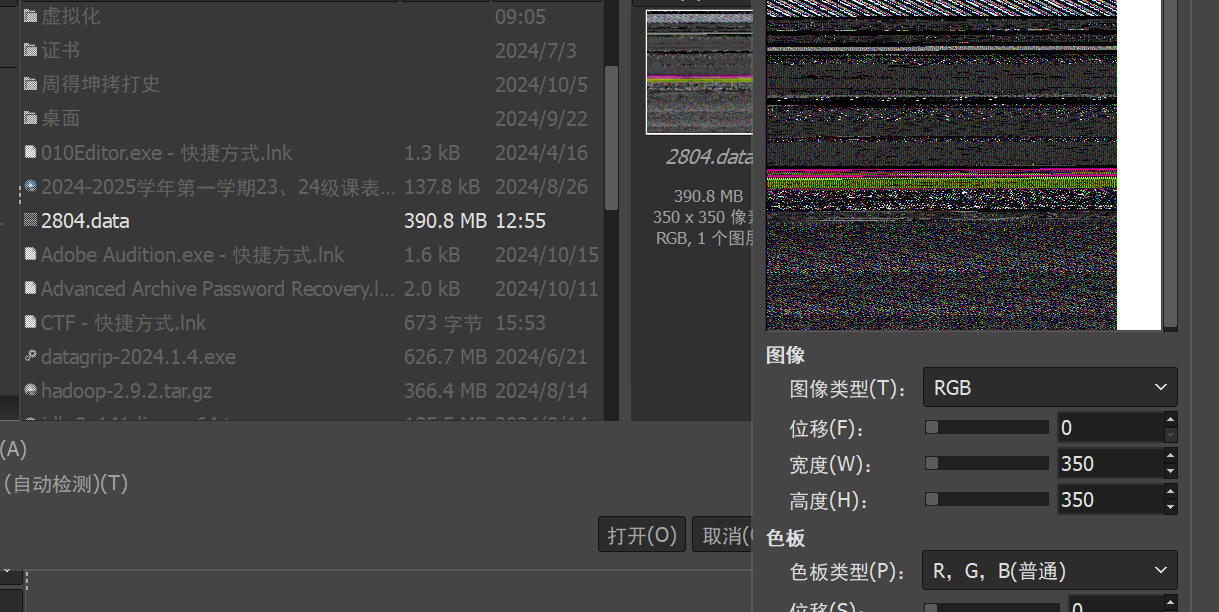 虚拟化 09:05
证书 2024/7/3
周得坤拷打史 2024/10/5
桌面 2024/9/22
010Editor.exe - 快捷方式.lnk 1.3 kB 2024/4/16
2024-2025学年第一学期23、24级课表... 137.8 kB 2024/8/26
2804.data 390.8 MB 12:55
Adobe Audition.exe - 快捷方式.lnk 1.6 kB 2024/10/15
Advanced Archive Password Recovery.l... 2.0 kB 2024/10/11
CTF - 快捷方式.lnk 673 字节 15:53
datagrip-2024.1.4.exe 626.7 MB 2024/6/21
hadoop-2.9.2.tar.gz 366.4 MB 2024/8/14
(A)
(自动检测)(T)
打开(O) 取消(
2804.data
390.8 MB
350 x 350 像
RGB, 1 个图
图像
图像类型(T)： RGB
位移(F)： 0
宽度(W)： 350
高度(H)： 350
色板
色板类型(P)： R，G，B(普通)
位移(S)： 0